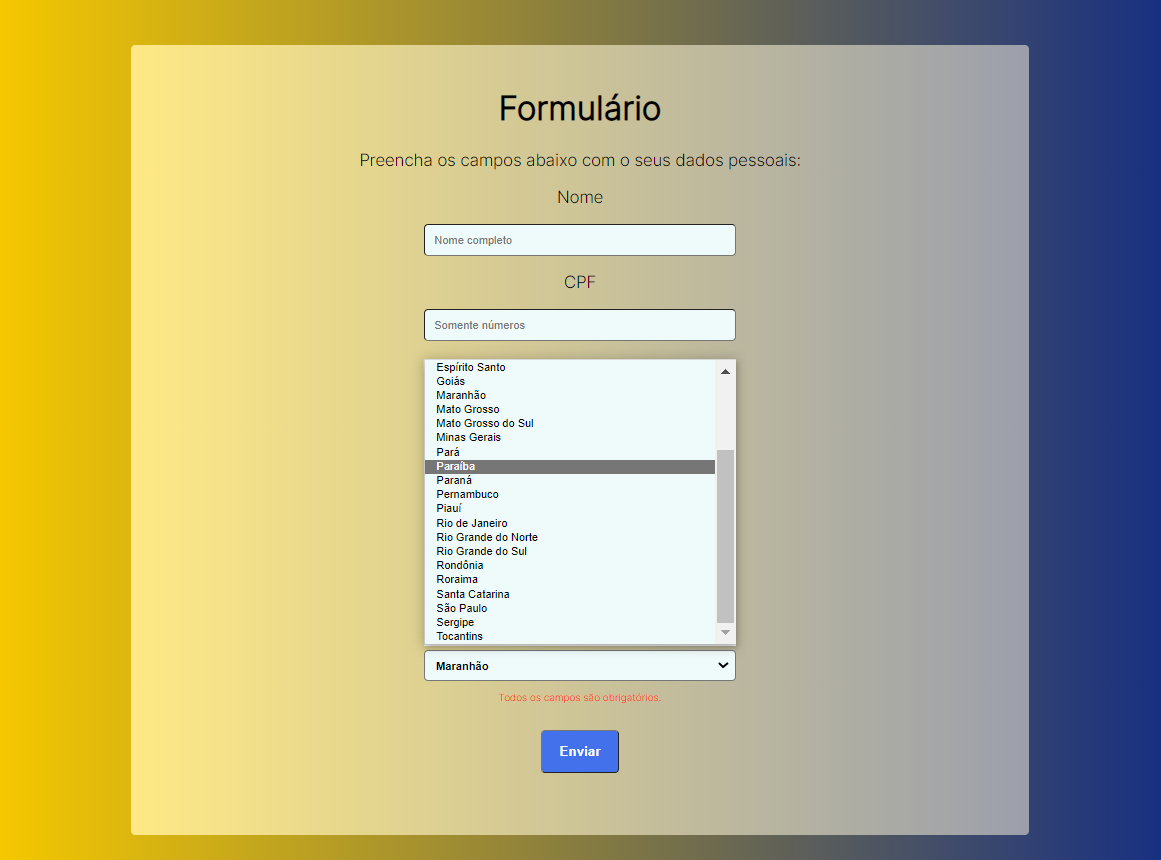 Formulário
Preencha os campos abaixo com o seus dados pessoais:
Nome
Nome completo
CPF
Somente números
Espírito Santo
Goiás
Maranhão
Mato Grosso
Mato Grosso do Sul
Minas Gerais
Pará
Paraíba
Paraná
Pernambuco
Piauí
Rio de Janeiro
Rio Grande do Norte
Rio Grande do Sul
Rondônia
Roraima
Santa Catarina
São Paulo
Sergipe
Tocantins
Maranhão
Todos os campos são obrigatórios.
Enviar